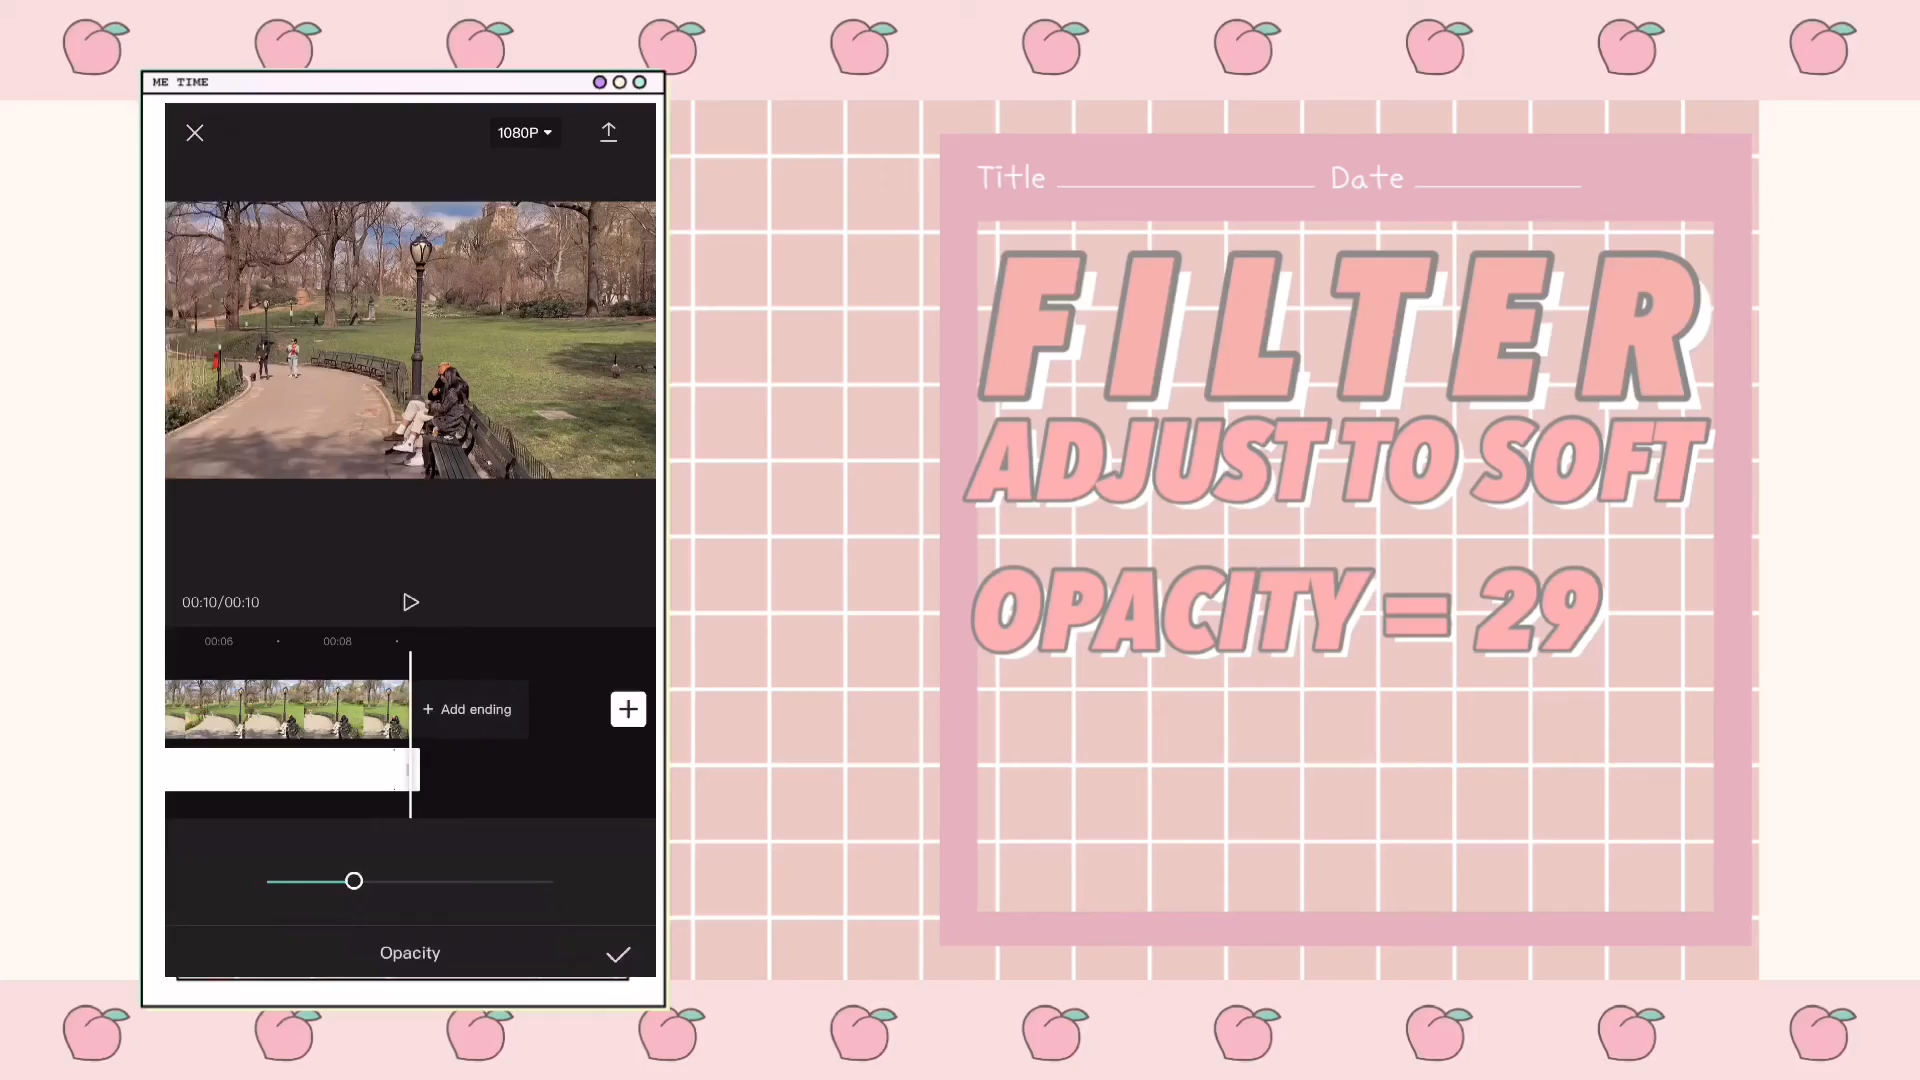 ME TIME
1080P
00:10/00:10
00:06
00:08
+ Add ending
Opacity
Title Date
FILTER
ADJUST TO SOFT
OPACITY = 29